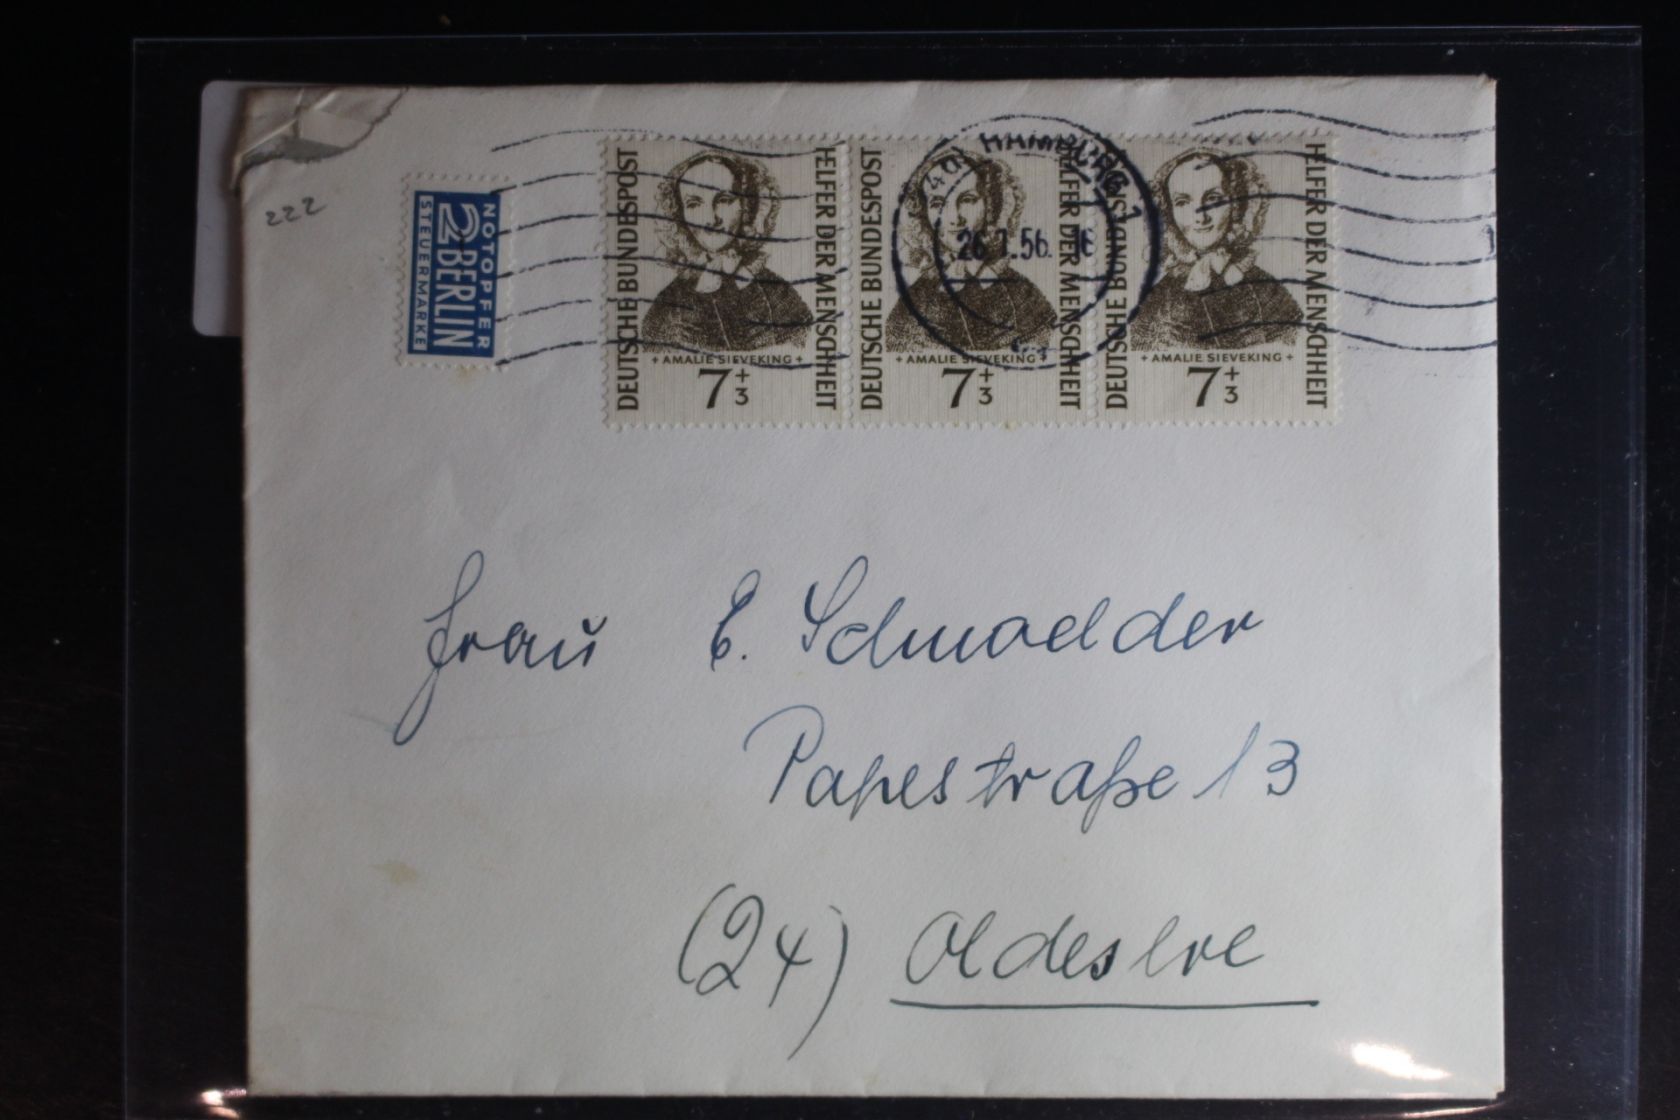 222
NOTOPFER
2 BERLIN
STEUERMARKE
DEUTSCHE BUNDESPOST
HELFER DER MENSCHHEIT
+ AMALIE SIEVEKING +
7+3
DEUTSCHE BUNDESPOST
HELFER DER MENSCHHEIT
+ AMALIE SIEVEKING +
7+3
DEUTSCHE BUNDESPOST
HELFER DER MENSCHHEIT
+ AMALIE SIEVEKING +
7+3
HAMBURG 1
.56
Frau E.
Papestraße 13
(24) Oldesloe